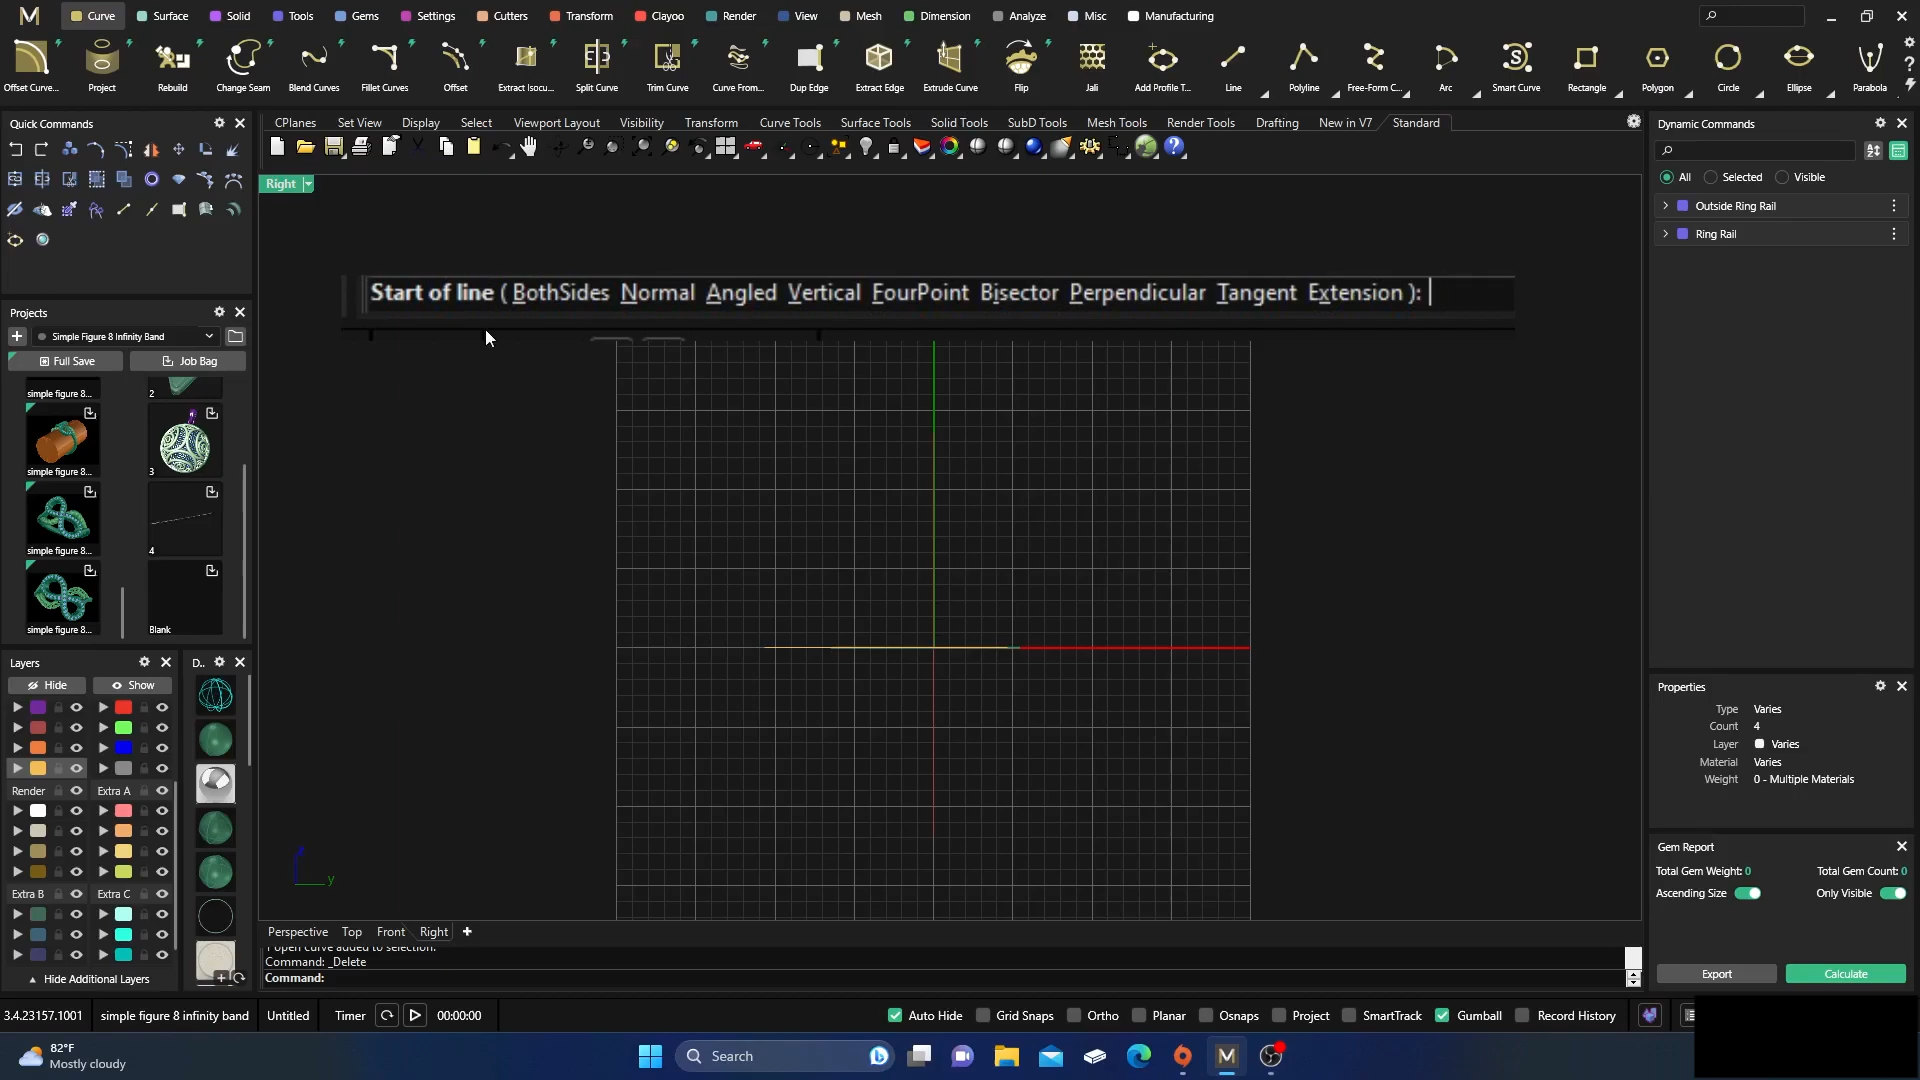 M Curve Surface Solid Tools Gems Settings Cutters Transform Clayoo Render View Mesh Dimension Analyze Misc Manufacturing
Offset Curve... Project Rebuild Change Seam Blend Curves Fillet Curves Offset Extract Isocu... Split Curve Trim Curve Curve From... Dup Edge Extract Edge Extrude Curve Flip Jali Add Profile T... Line Polyline Free-Form C... Arc Smart Curve Rectangle Polygon Circle Ellipse Parabola
Quick Commands
CPlanes Set View Display Select Viewport Layout Visibility Transform Curve Tools Surface Tools Solid Tools SubD Tools Mesh Tools Render Tools Drafting New in V7 Standard
Right
Start of line ( BothSides Normal Angled Vertical FourPoint Bisector Perpendicular Tangent Extension ):
Projects
Simple Figure 8 Infinity Band
Full Save Job Bag
simple figure 8... 2
simple figure 8... 3
simple figure 8... 4
simple figure 8... Blank
Layers D..
Hide Show
Render Extra A
Extra B Extra C
Hide Additional Layers
y
Perspective Top Front Right
1 open curve added to selection.
Command: _Delete
Command:
Dynamic Commands
All Selected Visible
Outside Ring Rail
Ring Rail
Properties
Type Varies
Count 4
Layer Varies
Material Varies
Weight 0 - Multiple Materials
Gem Report
Total Gem Weight: 0 Total Gem Count: 0
Ascending Size Only Visible
Export Calculate
3.4.23157.1001 simple figure 8 infinity band Untitled Timer 00:00:00 Auto Hide Grid Snaps Ortho Planar Osnaps Project SmartTrack Gumball Record History
82°F
Mostly cloudy
Search
M